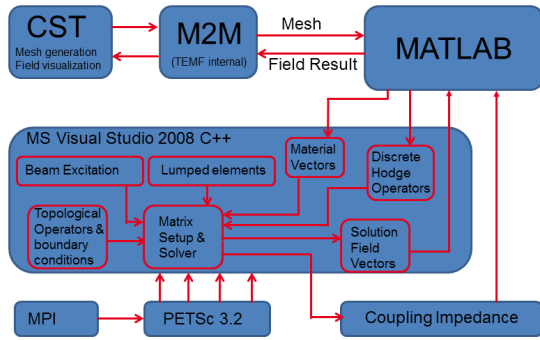 CST
Mesh generation
Field visualization
M2M
(TEMF internal)
Mesh
Field Result
MATLAB
MS Visual Studio 2008 C++
Beam Excitation
Lumped elements
Material
Vectors
Discrete
Hodge
Operators
Topological
Operators &
boundary
conditions
Matrix
Setup &
Solver
Solution
Field
Vectors
MPI
PETSc 3.2
Coupling Impedance